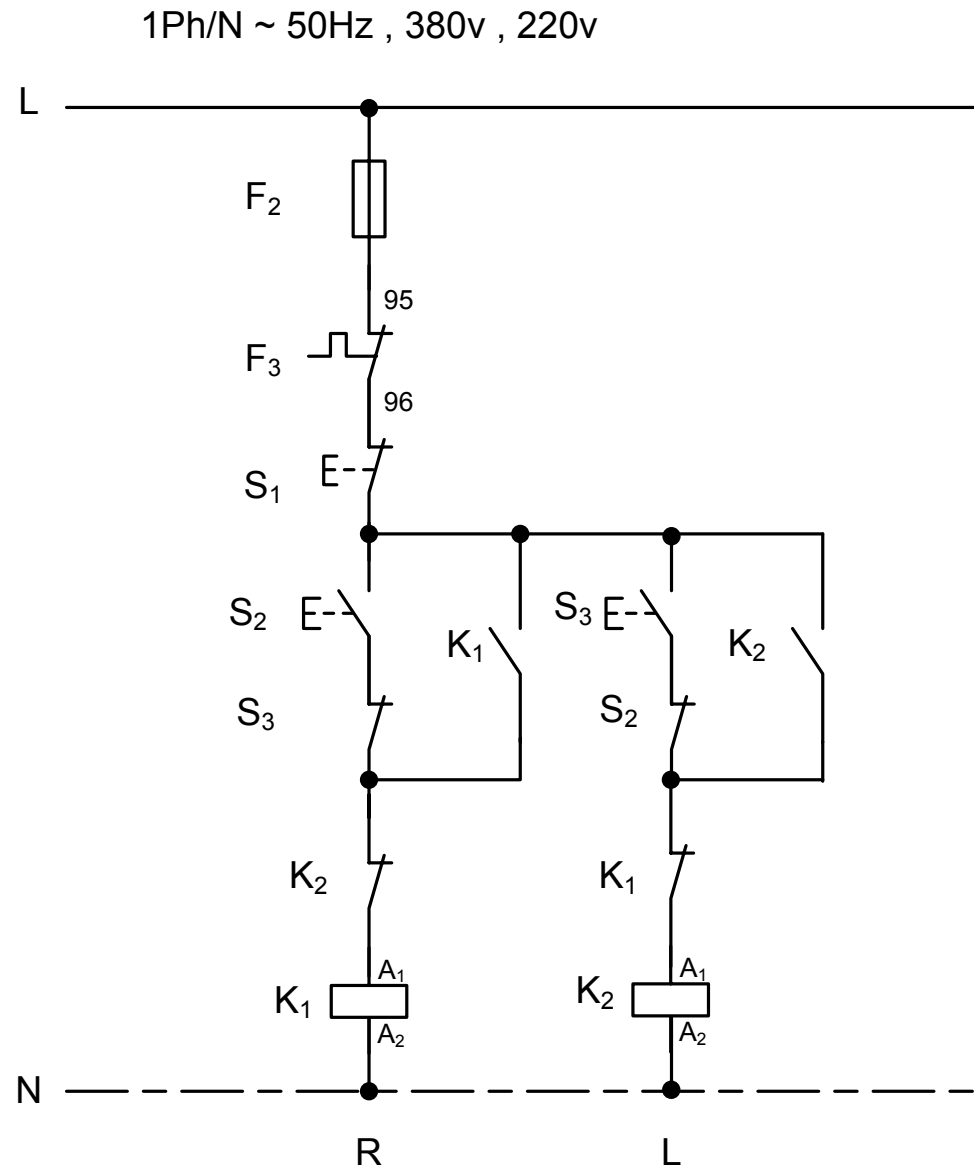 1Ph/N ~ 50Hz , 380v , 220v
L
F₂
95
F₃
96
S₁
S₂
K₁
S₃
K₂
S₃
S₂
K₂
K₁
A₁
K₁
A₂
A₁
K₂
A₂
N
R
L